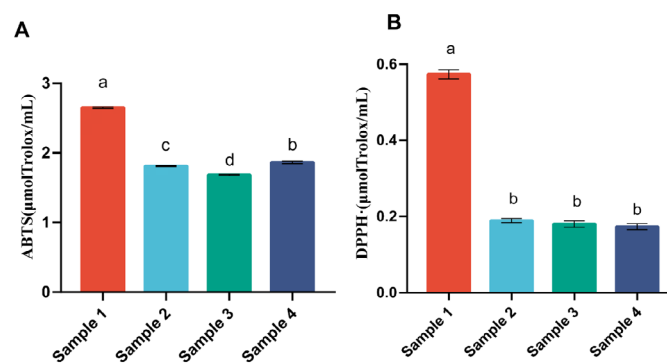 A
ABTS(μmolTrolox/mL)
3
2
1
0
a
c
d
b
Sample 1
Sample 2
Sample 3
Sample 4
B
DPPH·(μmolTrolox/mL)
0.6
0.4
0.2
0.0
a
b
b
b
Sample 1
Sample 2
Sample 3
Sample 4